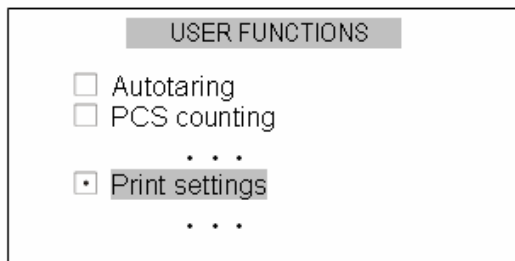 USER FUNCTIONS
Autotaring
PCS counting
. . .
Print settings
. . .